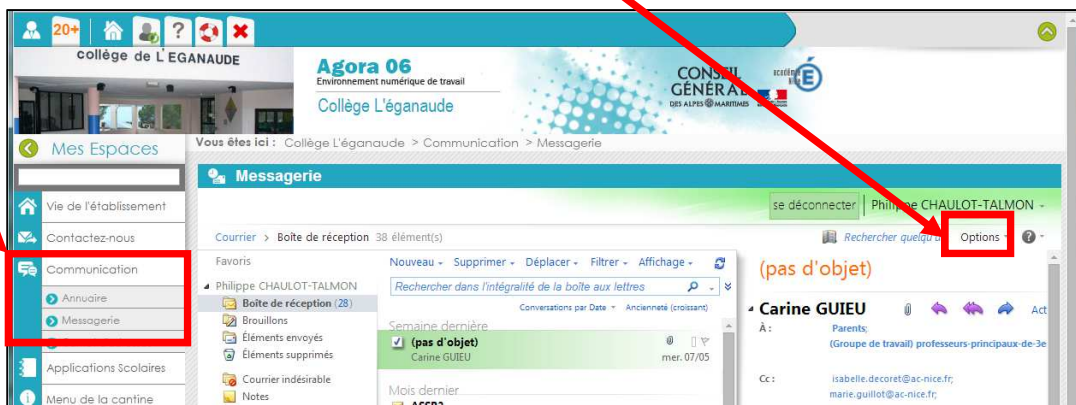 20+
collège de L'EGANAUDE
Agora 06
Environnement numérique de travail
Collège L'éganaude
CONSEIL
GÉNÉRAL
DES ALPES MARITIMES
Mes Espaces
Vous êtes ici : Collège L'éganaude > Communication > Messagerie
Messagerie
se déconnecter | Philippe CHAULOT-TALMON
Vie de l'établissement
Contactez-nous
Communication
Annuaire
Messagerie
Applications Scolaires
Menu de la cantine
Courrier > Boîte de réception 38 élément(s)
Rechercher quelqu'u
Options
Favoris
Philippe CHAULOT-TALMON
Boîte de réception (28)
Brouillons
Éléments envoyés
Éléments supprimés
Courrier indésirable
Notes
Nouveau Supprimer Déplacer Filtrer Affichage
Rechercher dans l'intégralité de la boîte aux lettres
Conversations par Date Ancienneté (croissant)
Semaine dernière
(pas d'objet)
Carine GUIEU mer. 07/05
Mois dernier
ASSR2
(pas d'objet)
Carine GUIEU
Act
À : Parents;
(Groupe de travail) professeurs-principaux-de-3e
Cc : isabelle.decoret@ac-nice.fr;
marie.guillot@ac-nice.fr;